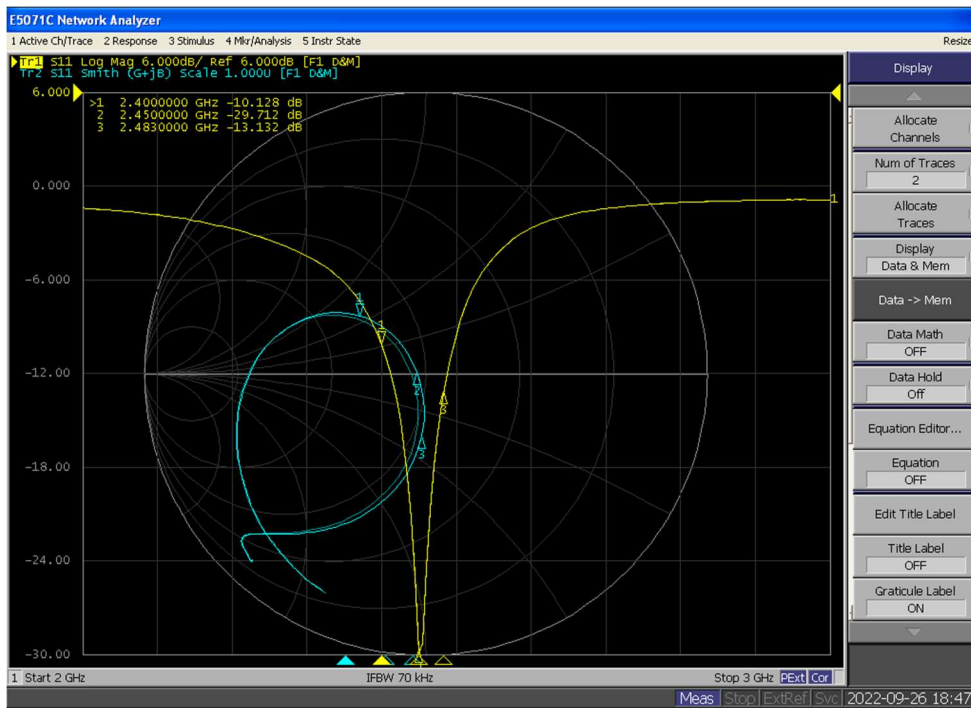 E5071C Network Analyzer
1 Active Ch/Trace 2 Response 3 Stimulus 4 Mkr/Analysis 5 Instr State
Resize
Tr1 S11 Log Mag 6.000dB/ Ref 6.000dB [F1 D&M]
Tr2 S11 Smith (G+jB) Scale 1.000U [F1 D&M]
>1 2.4000000 GHz -10.128 dB
2 2.4500000 GHz -29.712 dB
3 2.4830000 GHz -13.132 dB
6.000
0.000
-6.000
-12.00
-18.00
-24.00
-30.00
1
1
1
2
3
3
Display
Allocate
Channels
Num of Traces
2
Allocate
Traces
Display
Data & Mem
Data -> Mem
Data Math
OFF
Data Hold
Off
Equation Editor...
Equation
OFF
Edit Title Label
Title Label
OFF
Graticule Label
ON
1 Start 2 GHz
IFBW 70 kHz
Stop 3 GHz PExt Cor
Meas Stop ExtRef Svc 2022-09-26 18:47